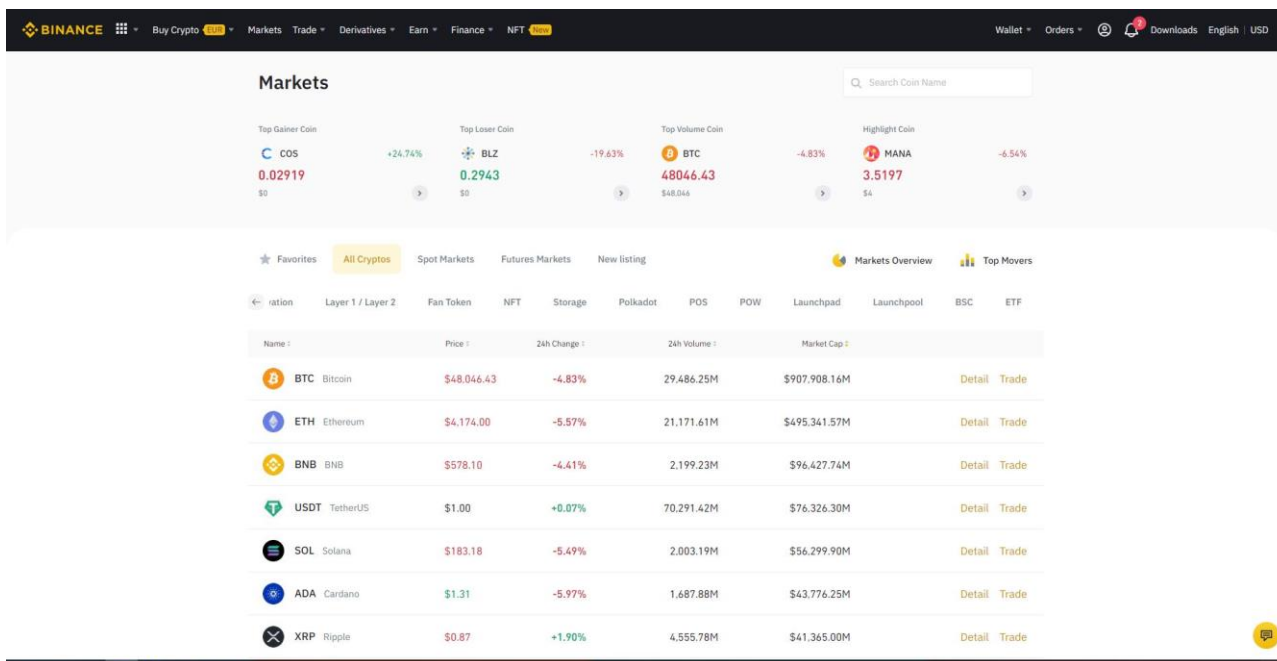 BINANCE Buy Crypto EUR Markets Trade Derivatives Earn Finance NFT New Wallet Orders 2 Downloads English | USD
Markets
Search Coin Name
Top Gainer Coin Top Loser Coin Top Volume Coin Highlight Coin
COS +24.74% BLZ -19.63% BTC -4.83% MANA -6.54%
0.02919 0.2943 48046.43 3.5197
$0 $0 $48,046 $4
Favorites All Cryptos Spot Markets Futures Markets New listing Markets Overview Top Movers
vation Layer 1 / Layer 2 Fan Token NFT Storage Polkadot POS POW Launchpad Launchpool BSC ETF
Name Price 24h Change 24h Volume Market Cap
BTC Bitcoin $48,046.43 -4.83% 29,486.25M $907,908.16M Detail Trade
ETH Ethereum $4,174.00 -5.57% 21,171.61M $495,341.57M Detail Trade
BNB BNB $578.10 -4.41% 2,199.23M $96,427.74M Detail Trade
USDT TetherUS $1.00 +0.07% 70,291.42M $76,326.30M Detail Trade
SOL Solana $183.18 -5.49% 2,003.19M $56,299.90M Detail Trade
ADA Cardano $1.31 -5.97% 1,687.88M $43,776.25M Detail Trade
XRP Ripple $0.87 +1.90% 4,555.78M $41,365.00M Detail Trade